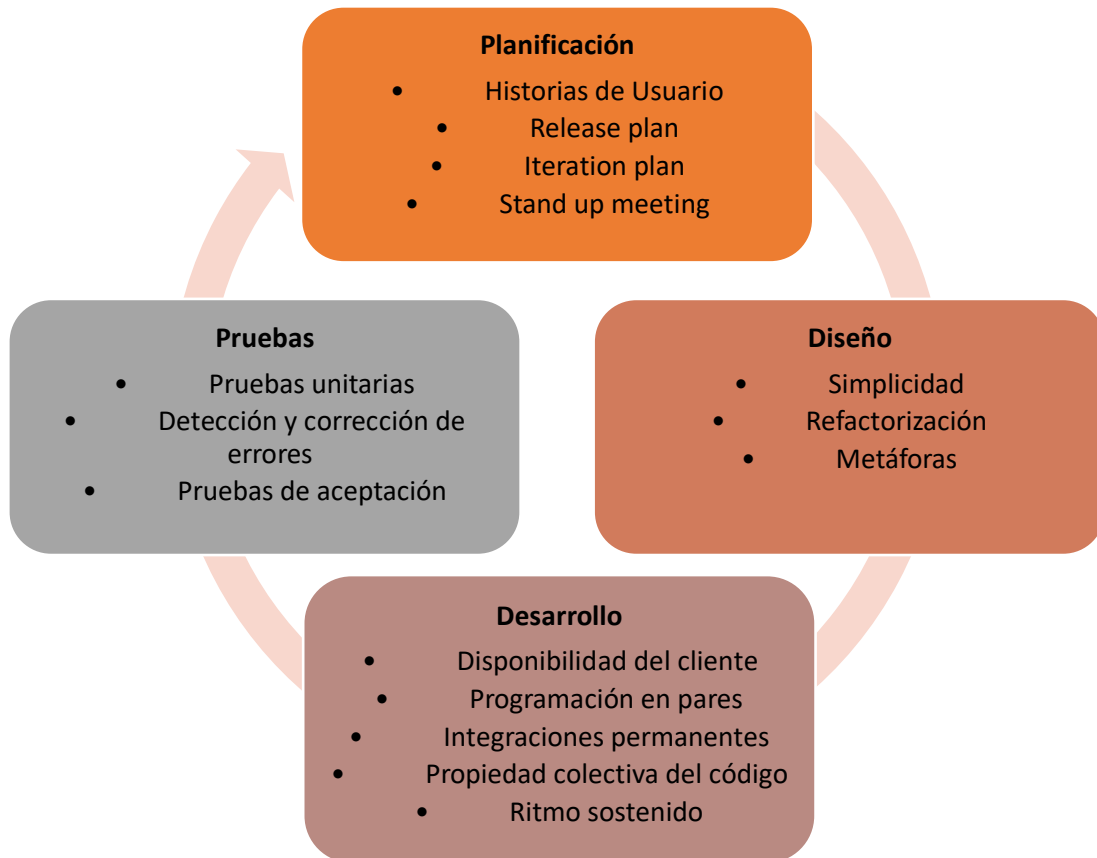 Planificación
• Historias de Usuario
• Release plan
• Iteration plan
• Stand up meeting
Diseño
• Simplicidad
• Refactorización
• Metáforas
Desarrollo
• Disponibilidad del cliente
• Programación en pares
• Integraciones permanentes
• Propiedad colectiva del código
• Ritmo sostenido
Pruebas
• Pruebas unitarias
• Detección y corrección de
errores
• Pruebas de aceptación